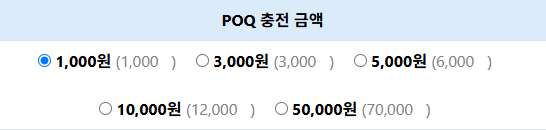 POQ 충전 금액
1,000원 (1,000 ) 3,000원 (3,000 ) 5,000원 (6,000 )
10,000원 (12,000 ) 50,000원 (70,000 )